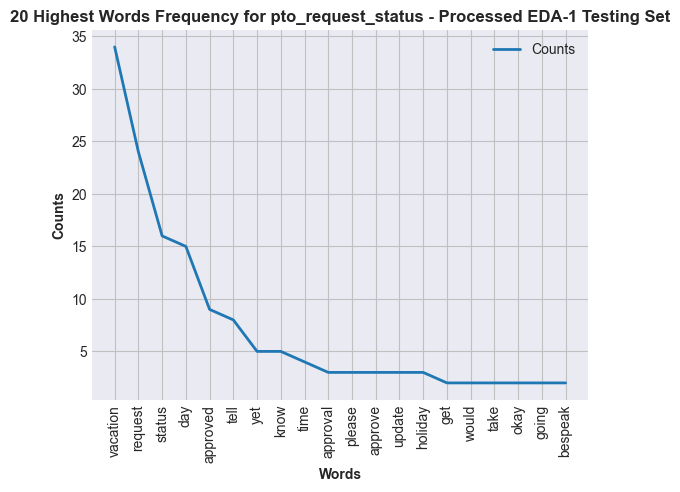 20 Highest Words Frequency for pto_request_status - Processed EDA-1 Testing Set
Counts
35
30
25
20
15
10
5
Counts
vacation
request
status
day
approved
tell
yet
know
time
approval
please
approve
update
holiday
get
would
take
okay
going
bespeak
Words